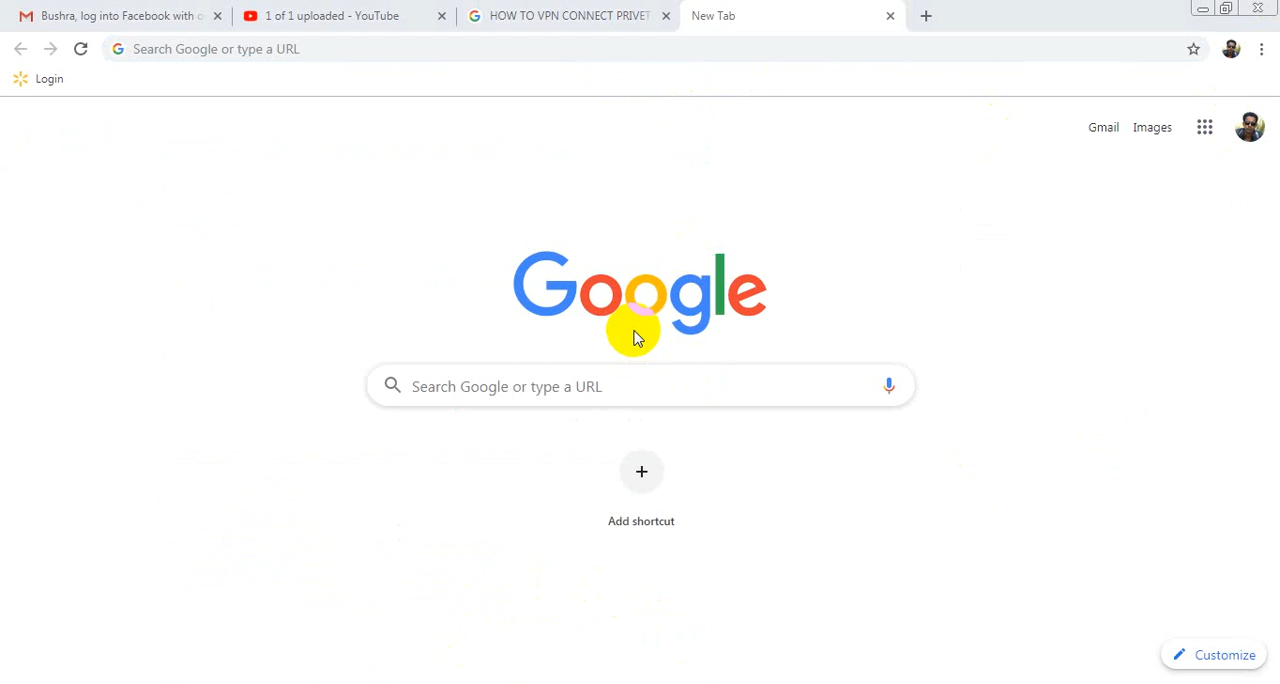 Bushra, log into Facebook with o
1 of 1 uploaded - YouTube
HOW TO VPN CONNECT PRIVET
New Tab
Search Google or type a URL
Login
Gmail
Images
Google
Search Google or type a URL
Add shortcut
Customize